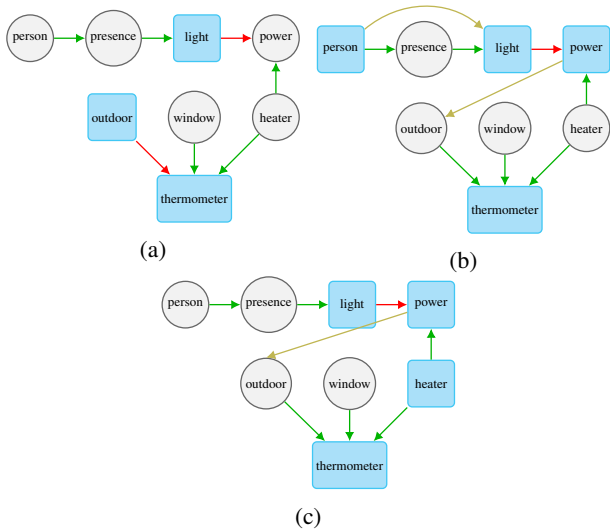 person presence light power
outdoor window heater
thermometer
(a)
person presence light power
outdoor window heater
thermometer
(b)
person presence light power
outdoor window heater
thermometer
(c)